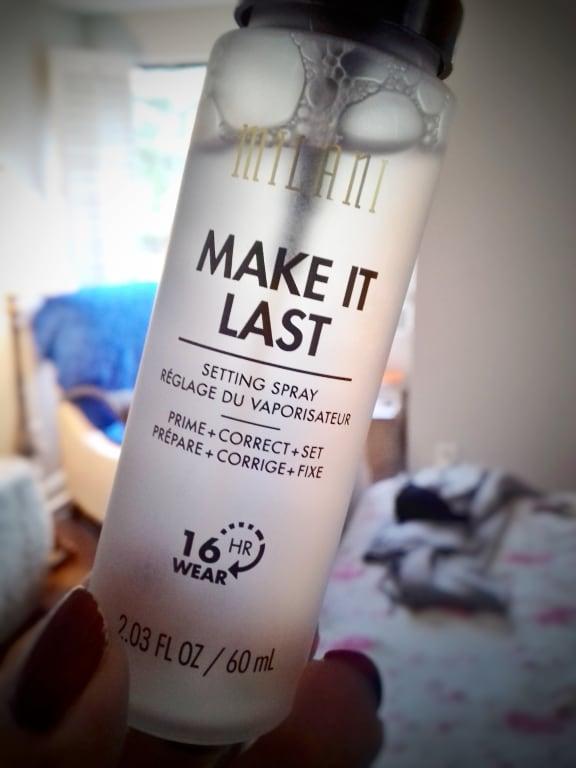 MILANI
MAKE IT
LAST
SETTING SPRAY
RÉGLAGE DU VAPORISATEUR
PRIME+CORRECT+SET
PRÉPARE+CORRIGE+FIXE
16 HR
WEAR
2.03 FL OZ / 60 mL